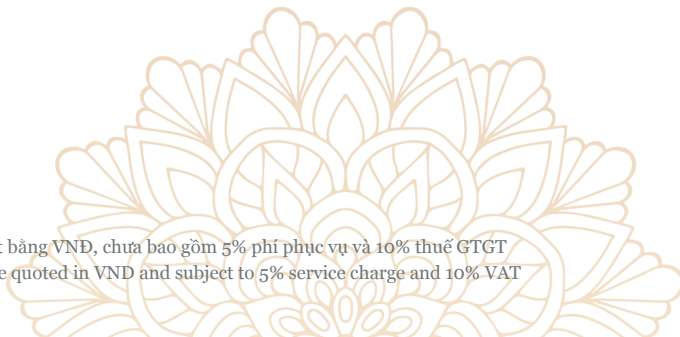 bằng VNĐ, chưa bao gồm 5% phí phục vụ và 10% thuế GTGT
quoted in VND and subject to 5% service charge and 10% VAT